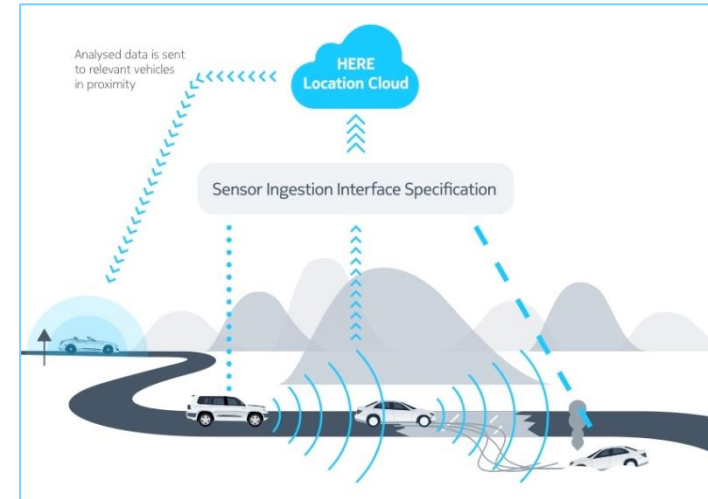 Analysed data is sent
to relevant vehicles
in proximity
HERE
Location Cloud
Sensor Ingestion Interface Specification